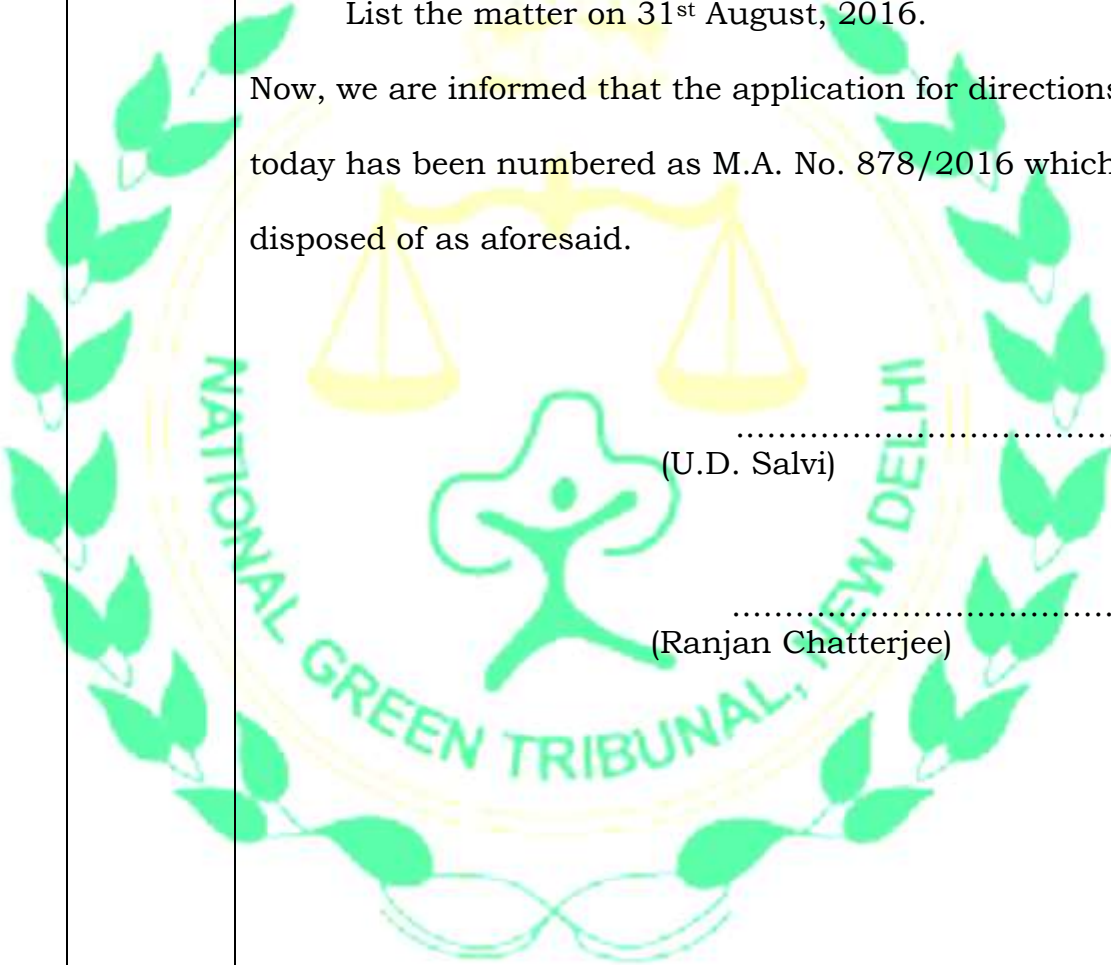 List the matter on 31st August, 2016.
Now, we are informed that the application for directions
today has been numbered as M.A. No. 878/2016 which
disposed of as aforesaid.
…………………………………
(U.D. Salvi)
…………………………………
(Ranjan Chatterjee)
NATIONAL GREEN TRIBUNAL, NEW DELHI